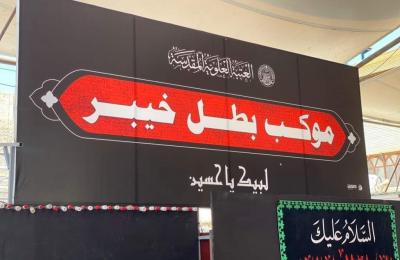 العتبة العلوية المقدسة
موكب بطل خيبر
لبيك يا حسين
السلام عليك